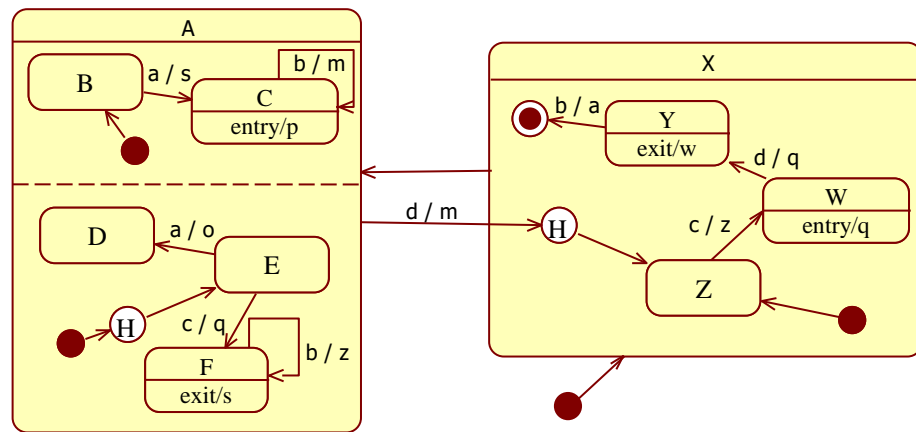 A
B
a / s
b / m
C
entry/p
D
a / o
E
H
c / q
b / z
F
exit/s
d / m
X
b / a
Y
exit/w
d / q
W
entry/q
H
c / z
Z